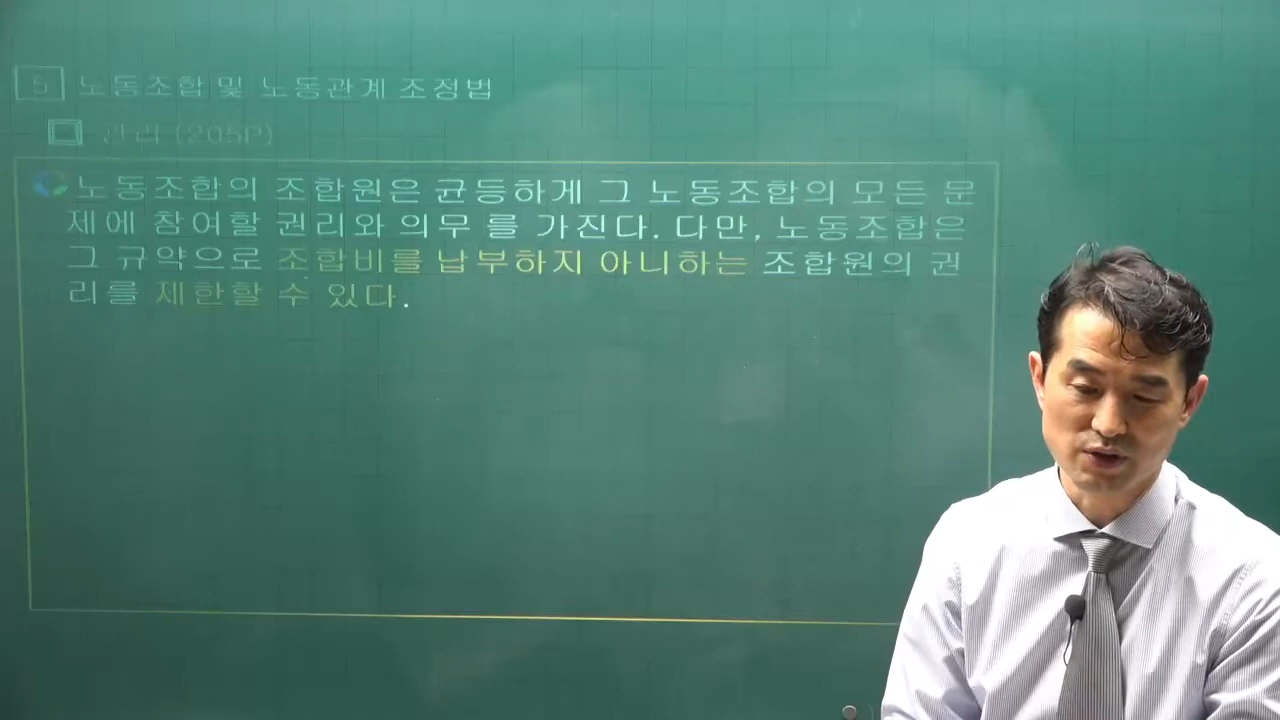 5 노동조합 및 노동관계 조정법
관리 (205P)
노동조합의 조합원은 균등하게 그 노동조합의 모든 문
제에 참여할 권리와 의무 를 가진다. 다만, 노동조합은
그 규약으로 조합비를 납부하지 아니하는 조합원의 권
리를 제한할 수 있다.